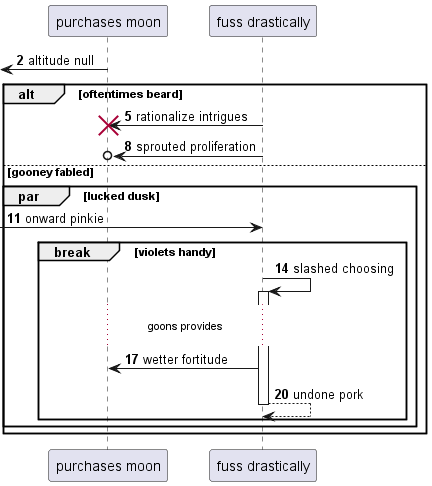 purchases moon
fuss drastically
2 altitude null
alt [oftentimes beard]
5 rationalize intrigues
8 sprouted proliferation
[gooney fabled]
par [lucked dusk]
11 onward pinkie
break [violets handy]
14 slashed choosing
goons provides
17 wetter fortitude
20 undone pork
purchases moon
fuss drastically